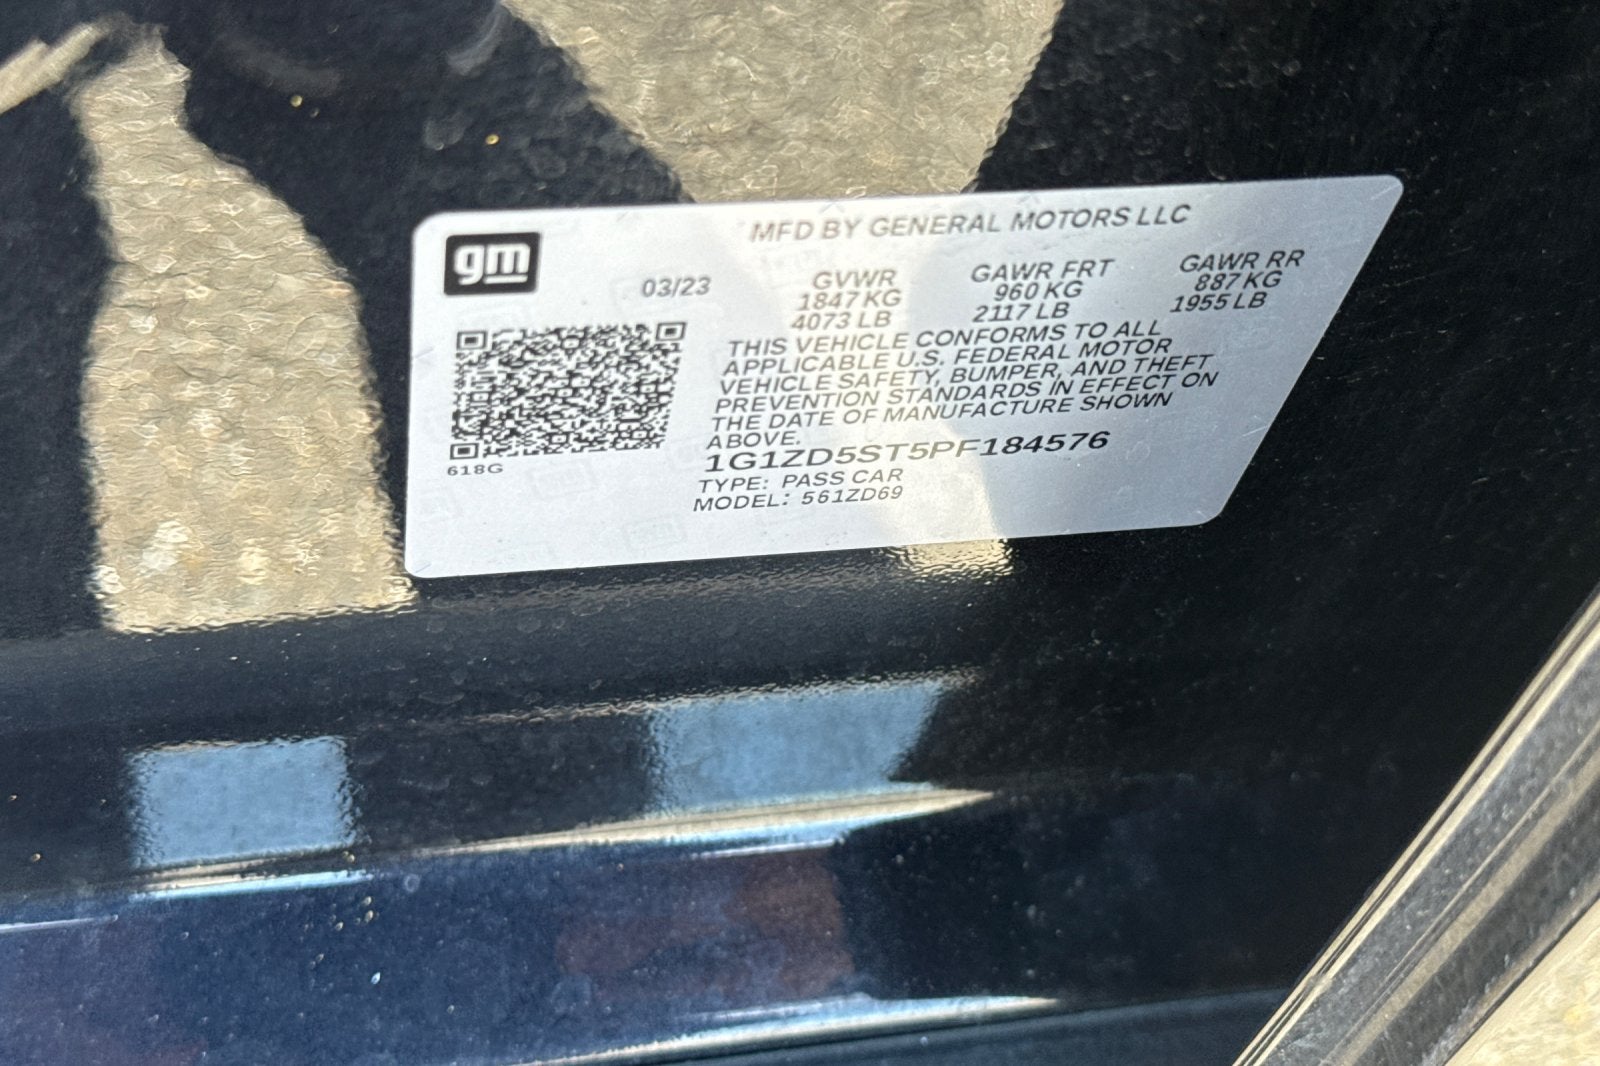 gm
MFD BY GENERAL MOTORS LLC
03/23
GVWR GAWR FRT GAWR RR
1847 KG 960 KG 887 KG
4073 LB 2117 LB 1955 LB
THIS VEHICLE CONFORMS TO ALL
APPLICABLE U.S. FEDERAL MOTOR
VEHICLE SAFETY, BUMPER, AND THEFT
PREVENTION STANDARDS IN EFFECT ON
THE DATE OF MANUFACTURE SHOWN
ABOVE.
1G1ZD5ST5PF184576
618G
TYPE: PASS CAR
MODEL: 561ZD69